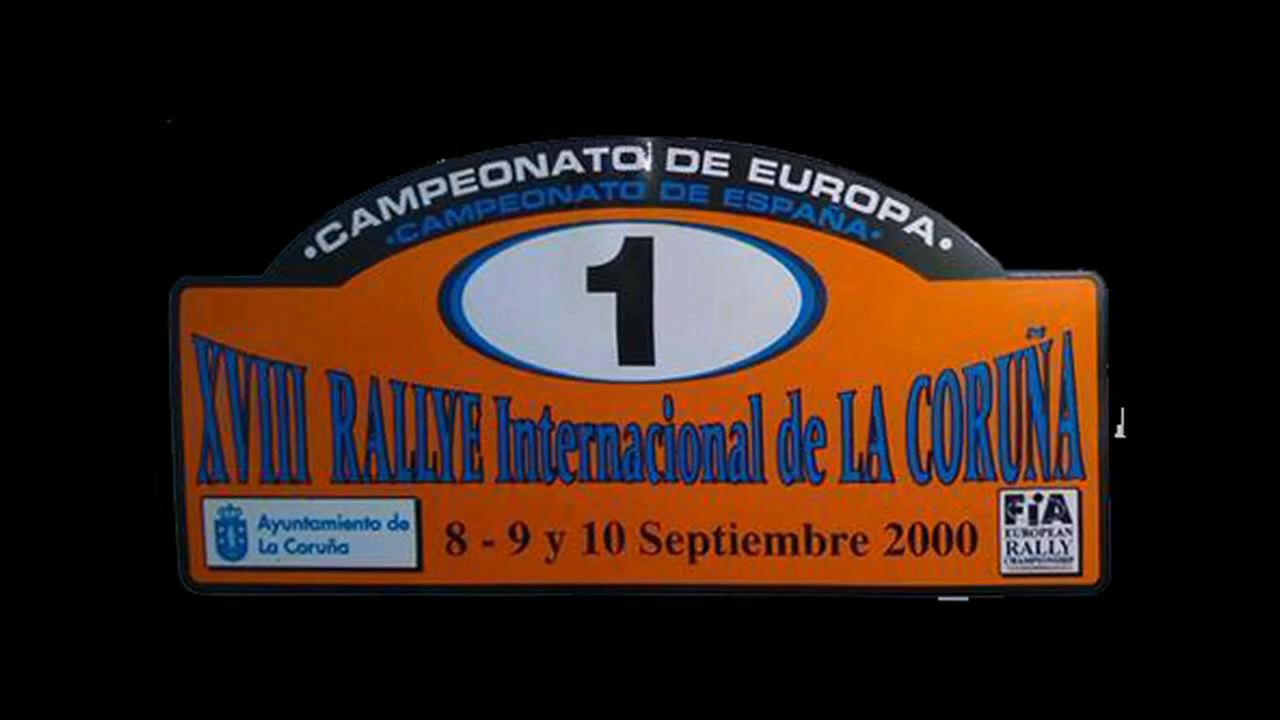 •CAMPEONATO DE EUROPA•
•CAMPEONATO DE ESPAÑA•
1
XVIII RALLYE Internacional de LA CORUÑA
Ayuntamiento de
La Coruña
8 - 9 y 10 Septiembre 2000
FiA
EUROPEAN
RALLY
CHAMPIONSHIP